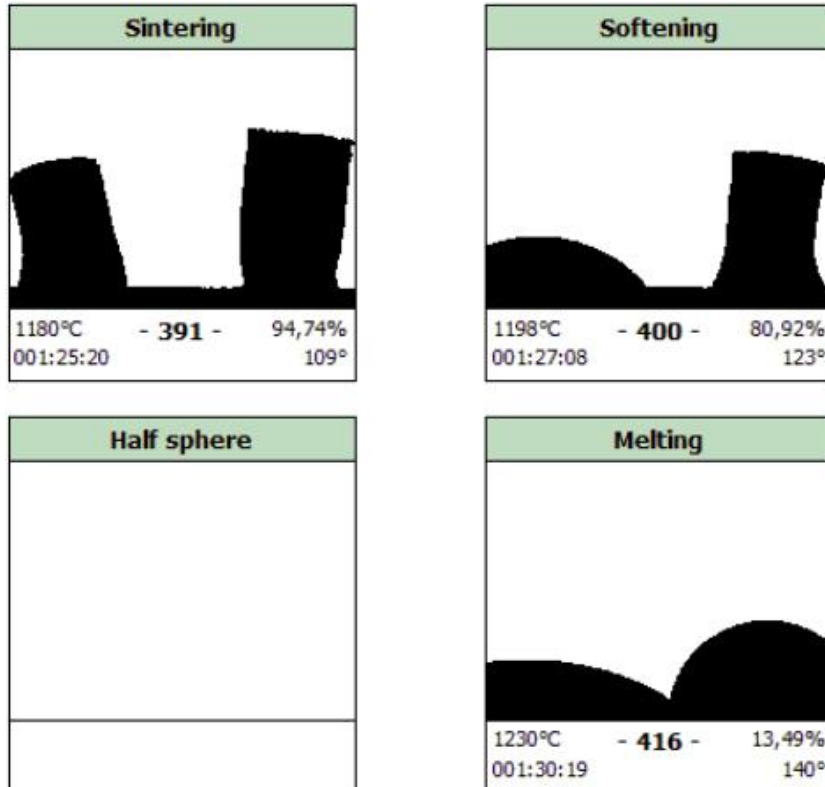 Sintering
1180°C - 391 - 94,74%
001:25:20 109°
Softening
1198°C - 400 - 80,92%
001:27:08 123°
Half sphere
Melting
1230°C - 416 - 13,49%
001:30:19 140°